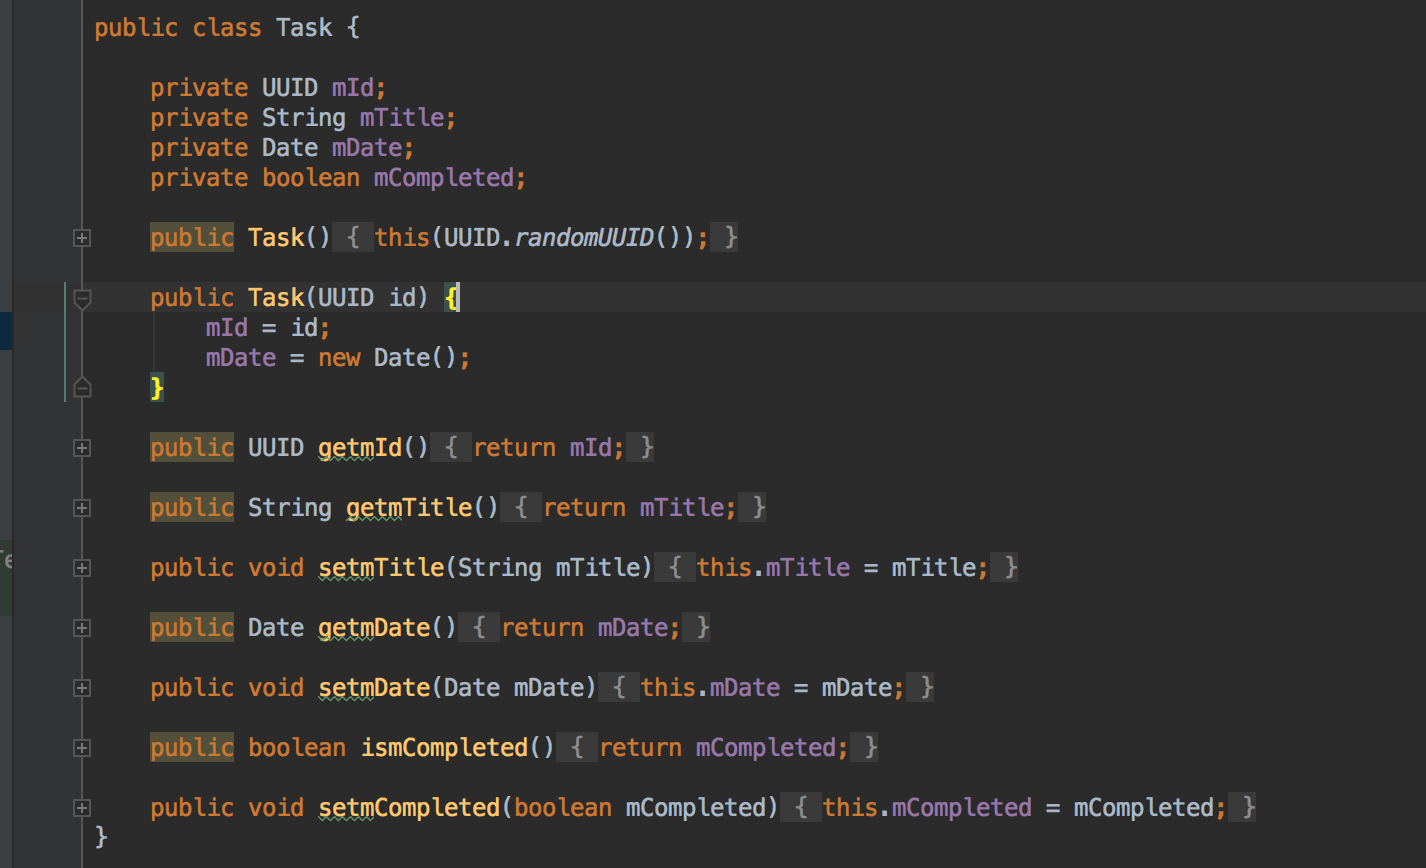 public class Task {
private UUID mId;
private String mTitle;
private Date mDate;
private boolean mCompleted;
public Task() { this(UUID.randomUUID()); }
public Task(UUID id) {
mId = id;
mDate = new Date();
}
public UUID getmId() { return mId; }
public String getmTitle() { return mTitle; }
public void setmTitle(String mTitle) { this.mTitle = mTitle; }
public Date getmDate() { return mDate; }
public void setmDate(Date mDate) { this.mDate = mDate; }
public boolean ismCompleted() { return mCompleted; }
public void setmCompleted(boolean mCompleted) { this.mCompleted = mCompleted; }
}